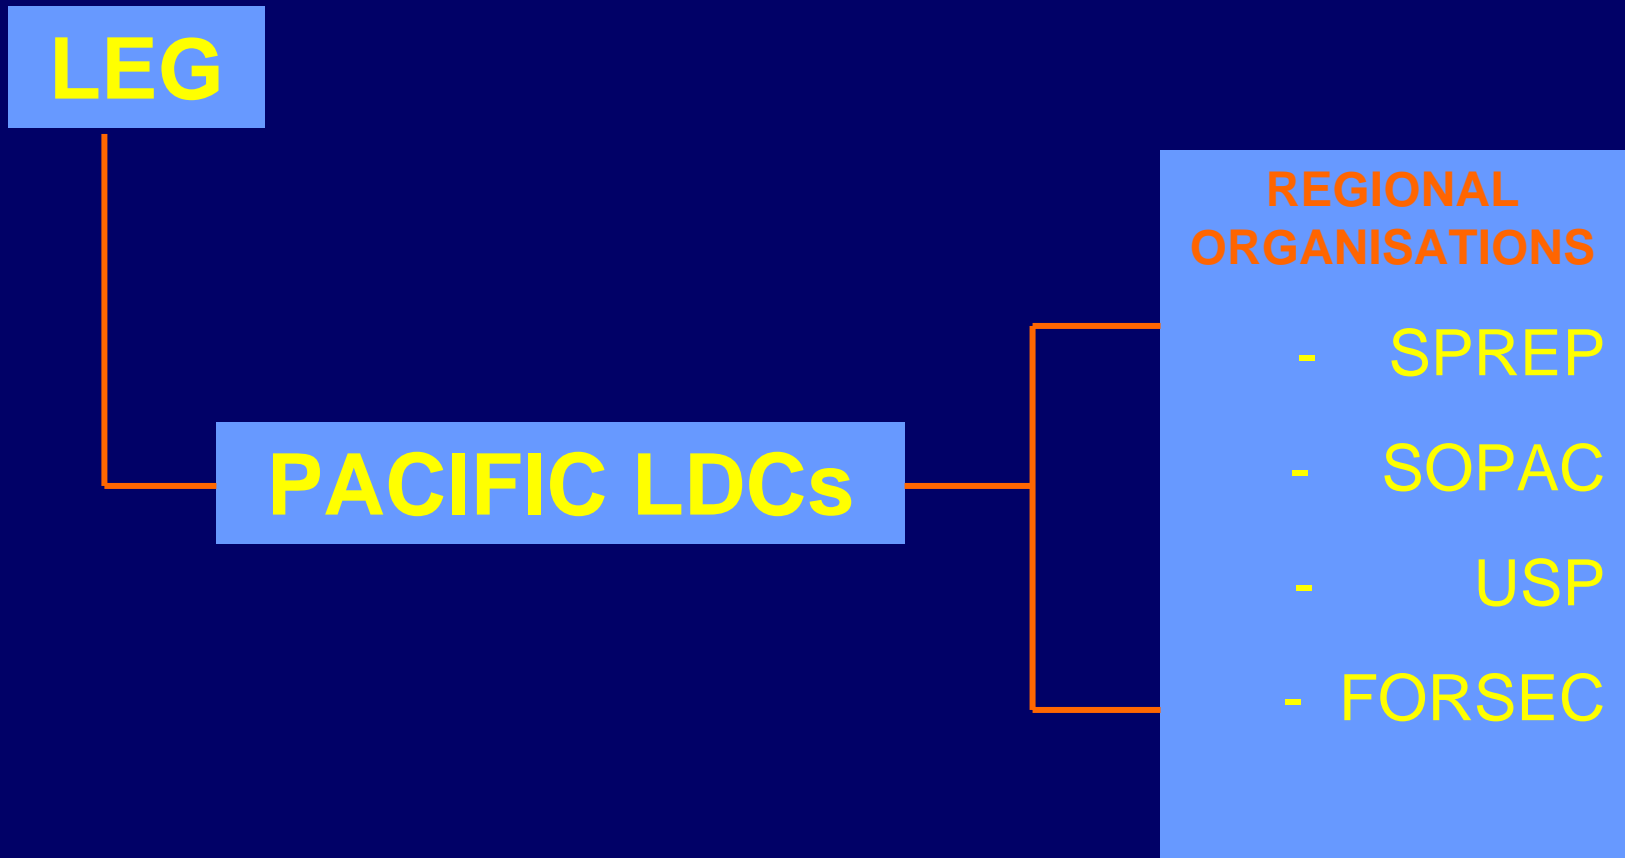 LEG
REGIONAL
ORGANISATIONS
- SPREP
- SOPAC
PACIFIC LDCs
- USP
- FORSEC